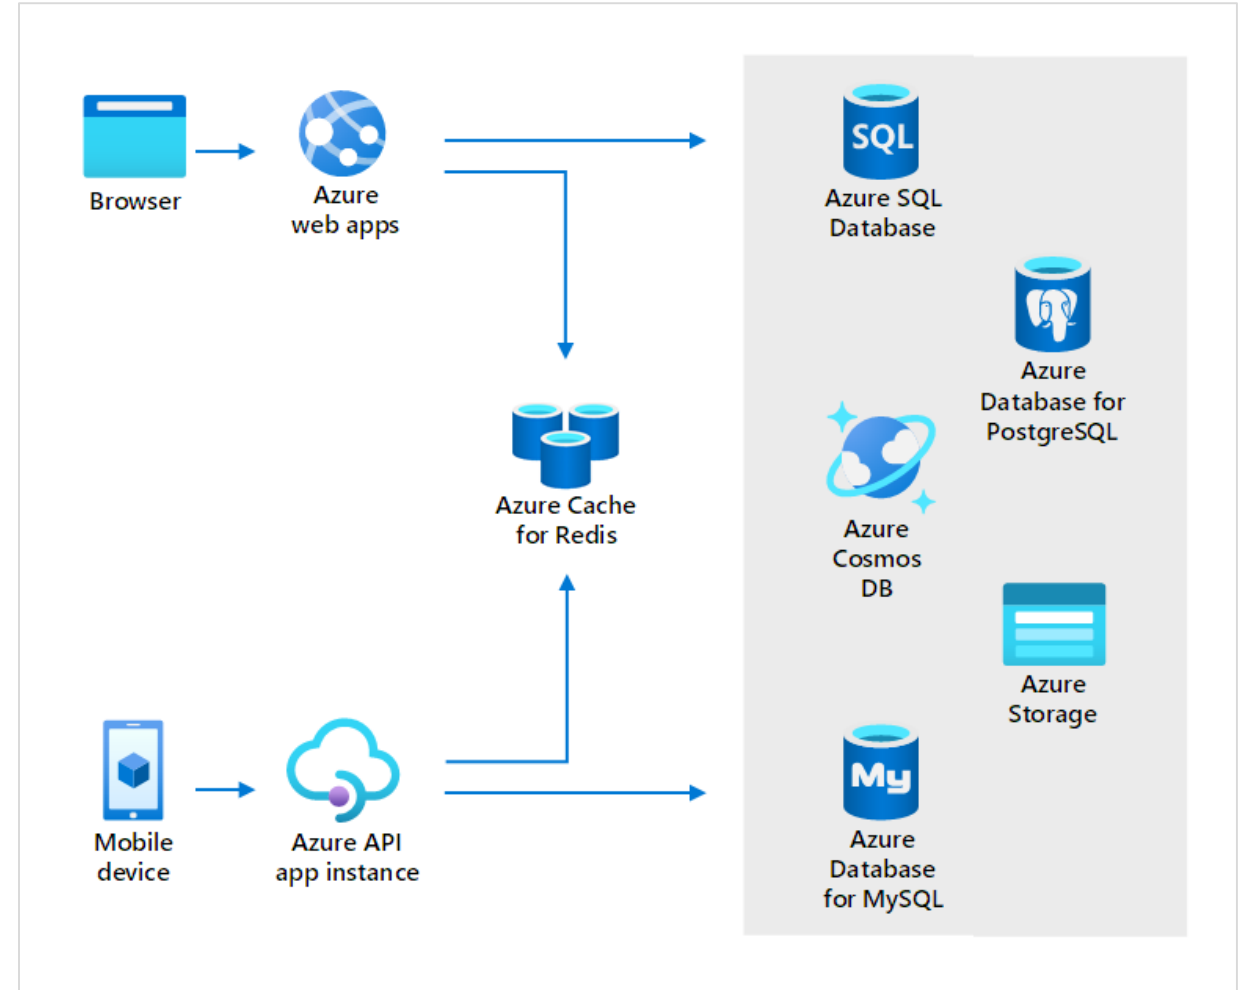 Browser
Azure
web apps
SQL
Azure SQL
Database
Azure
Database for
PostgreSQL
Azure Cache
for Redis
Azure
Cosmos
DB
Azure
Storage
Mobile
device
Azure API
app instance
My
Azure
Database
for MySQL